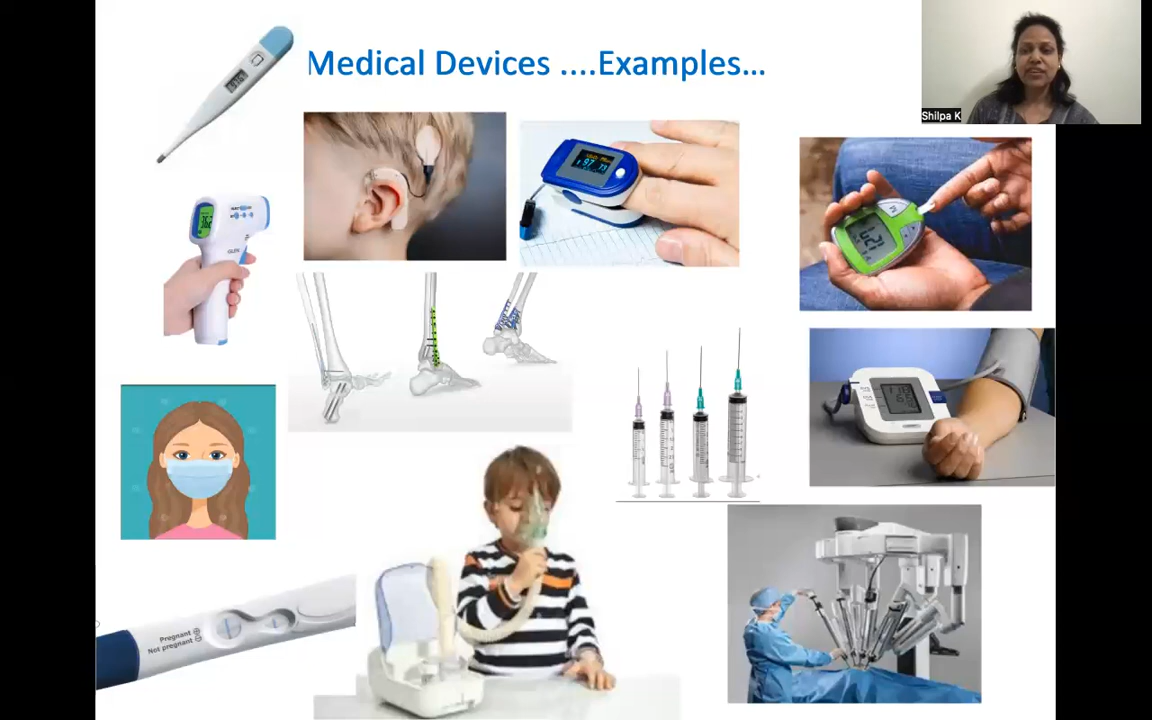 Medical Devices ....Examples...
Shilpa K
Pregnant
Not pregnant